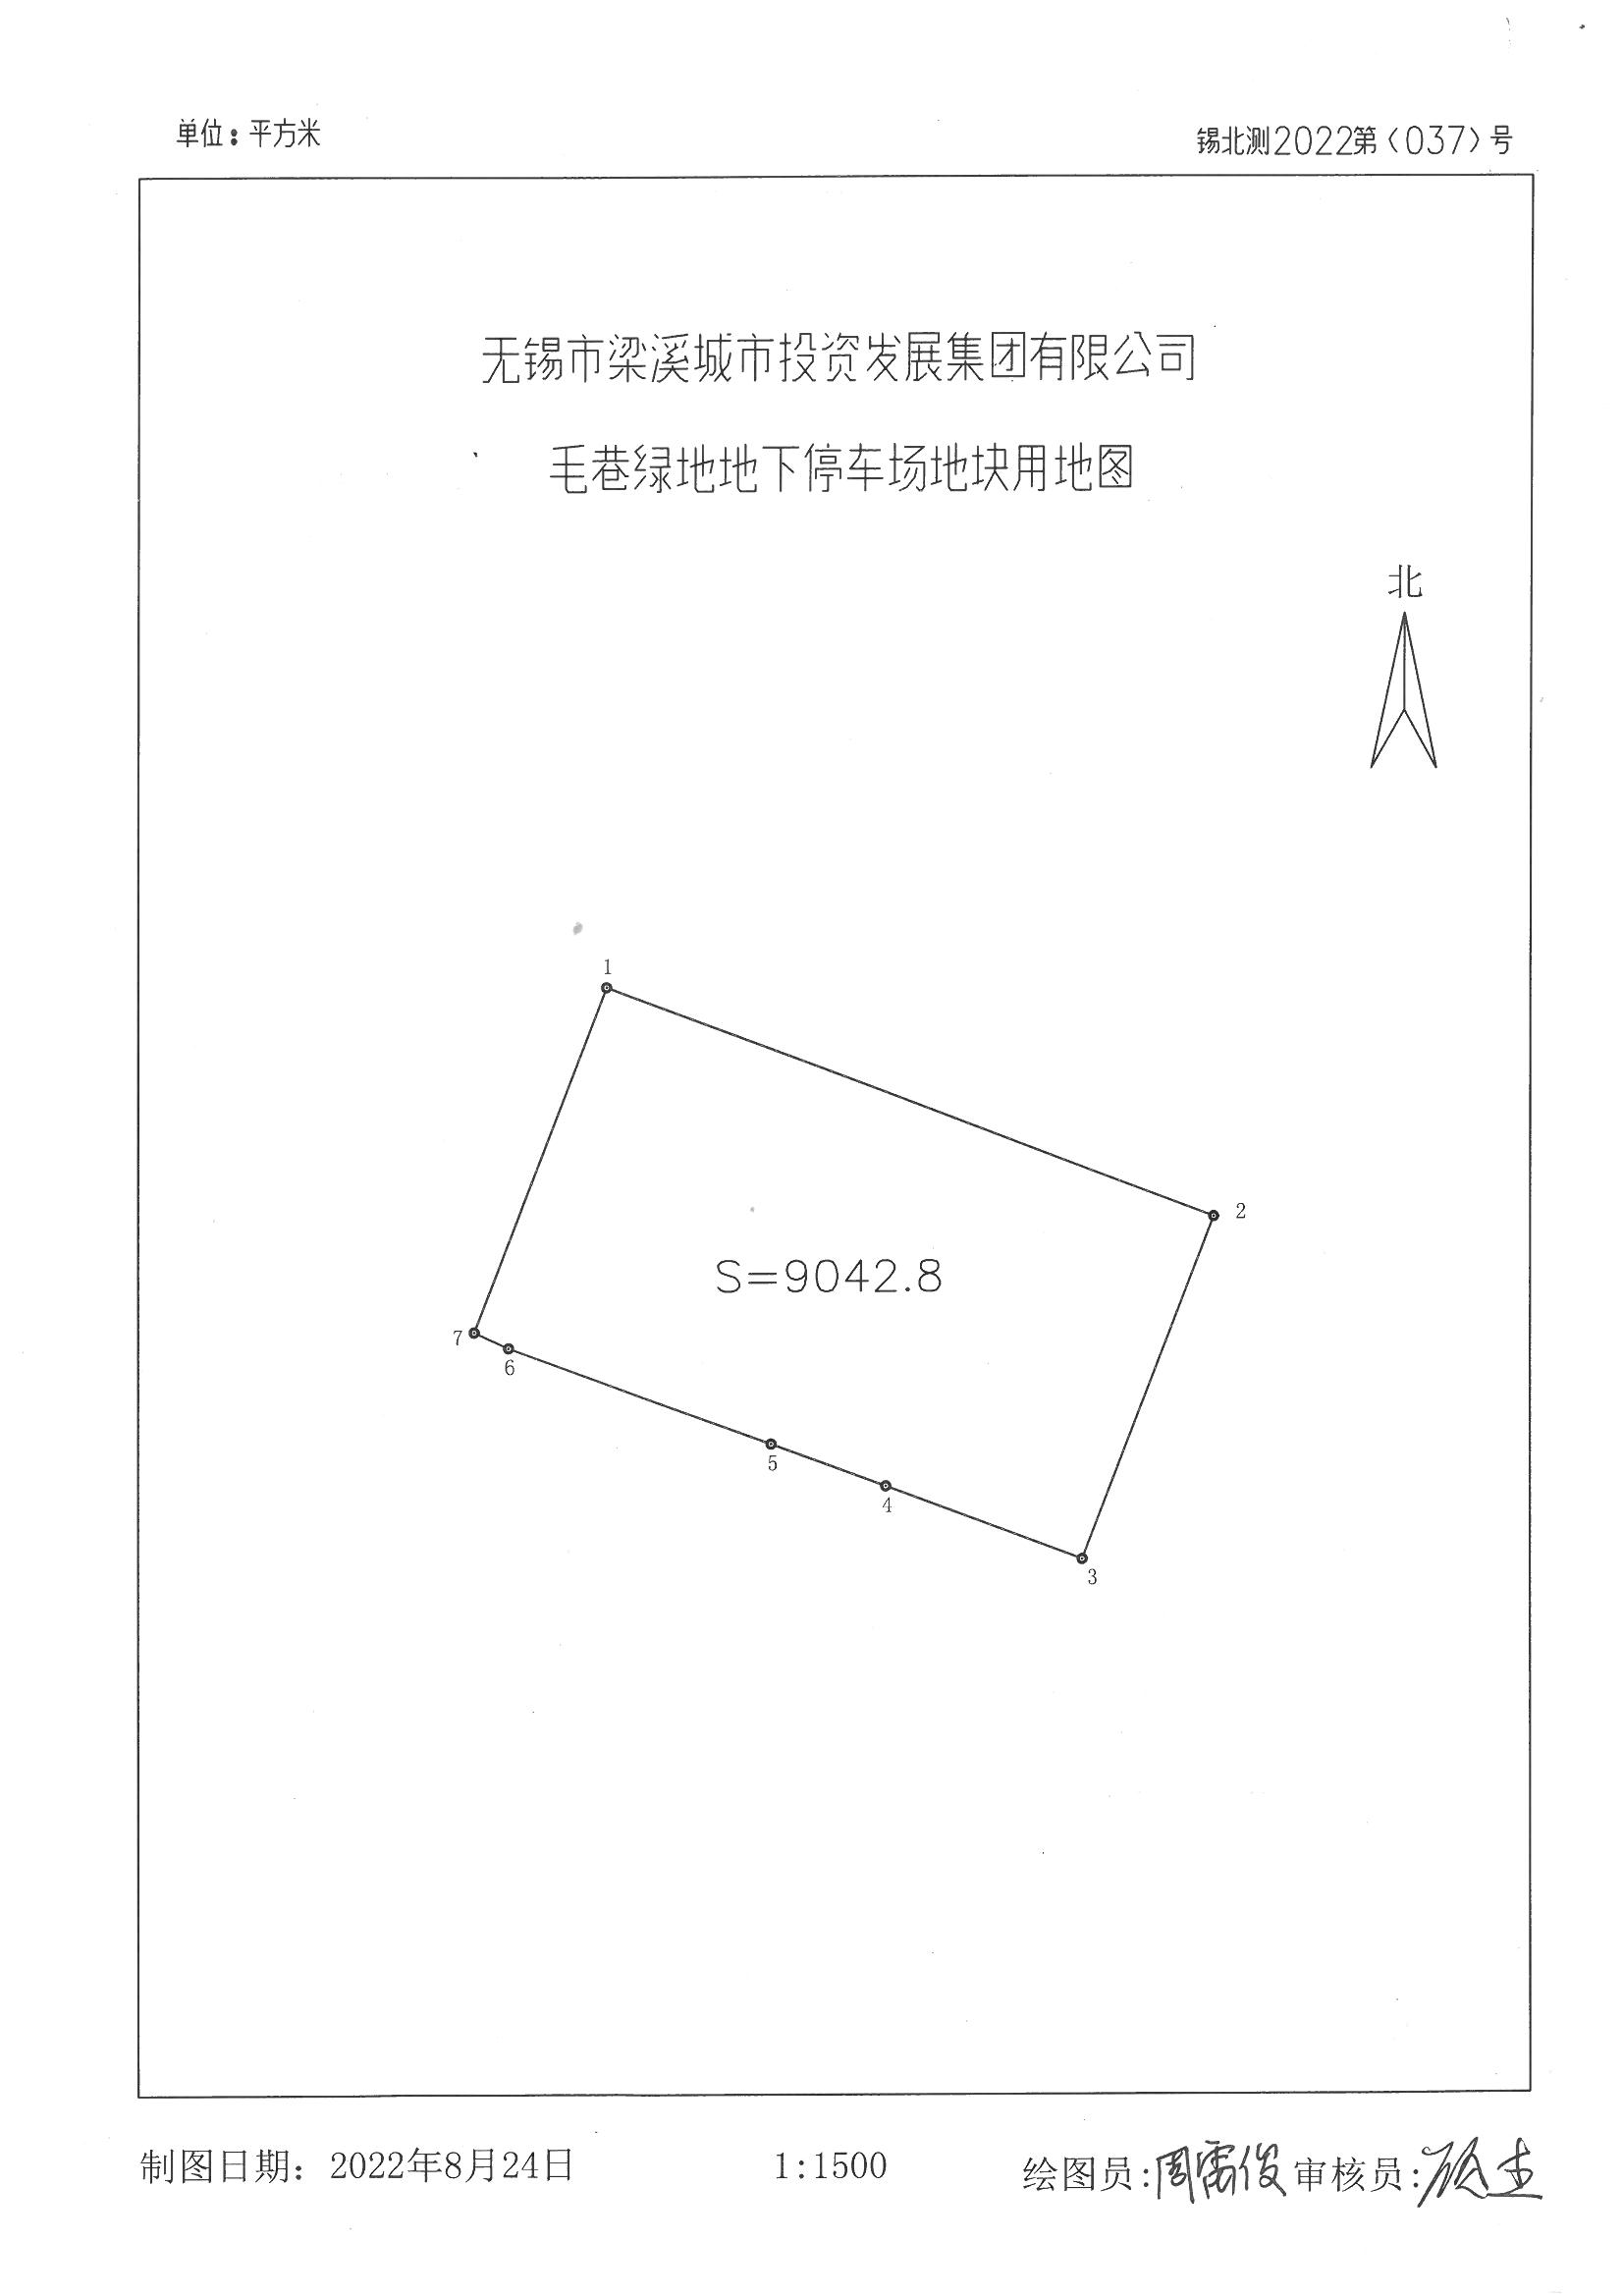 单位：平方米
锡北测2022第〈037〉号
无锡市梁溪城市投资发展集团有限公司
毛巷绿地地下停车场地块用地图
北
1
2
S=9042.8
7
6
5
4
3
制图日期：2022年8月24日
1:1500
绘图员:周
审核员: